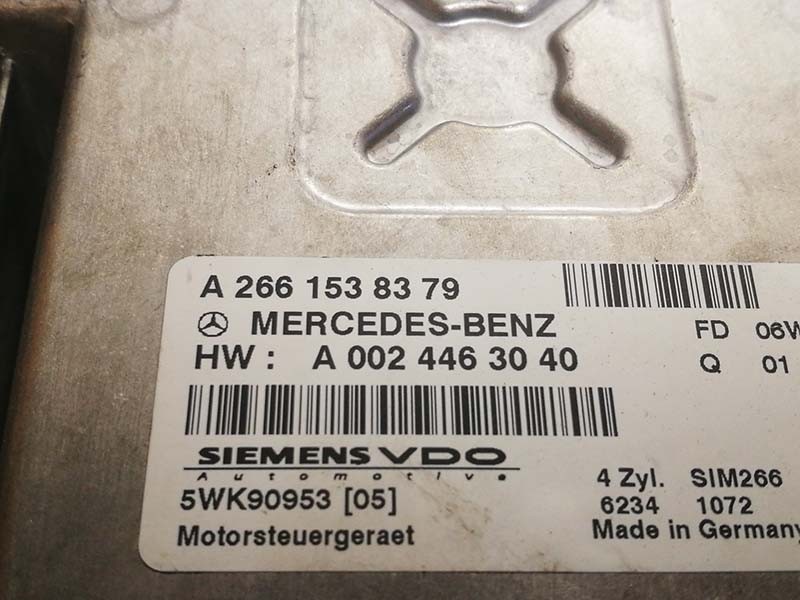 A 266 153 83 79
MERCEDES-BENZ
FD 06W
HW : A 002 446 30 40
Q 01
SIEMENS VDO
Automotive
4 Zyl. SIM266
5WK90953 [05]
6234 1072
Motorsteuergeraet
Made in Germany